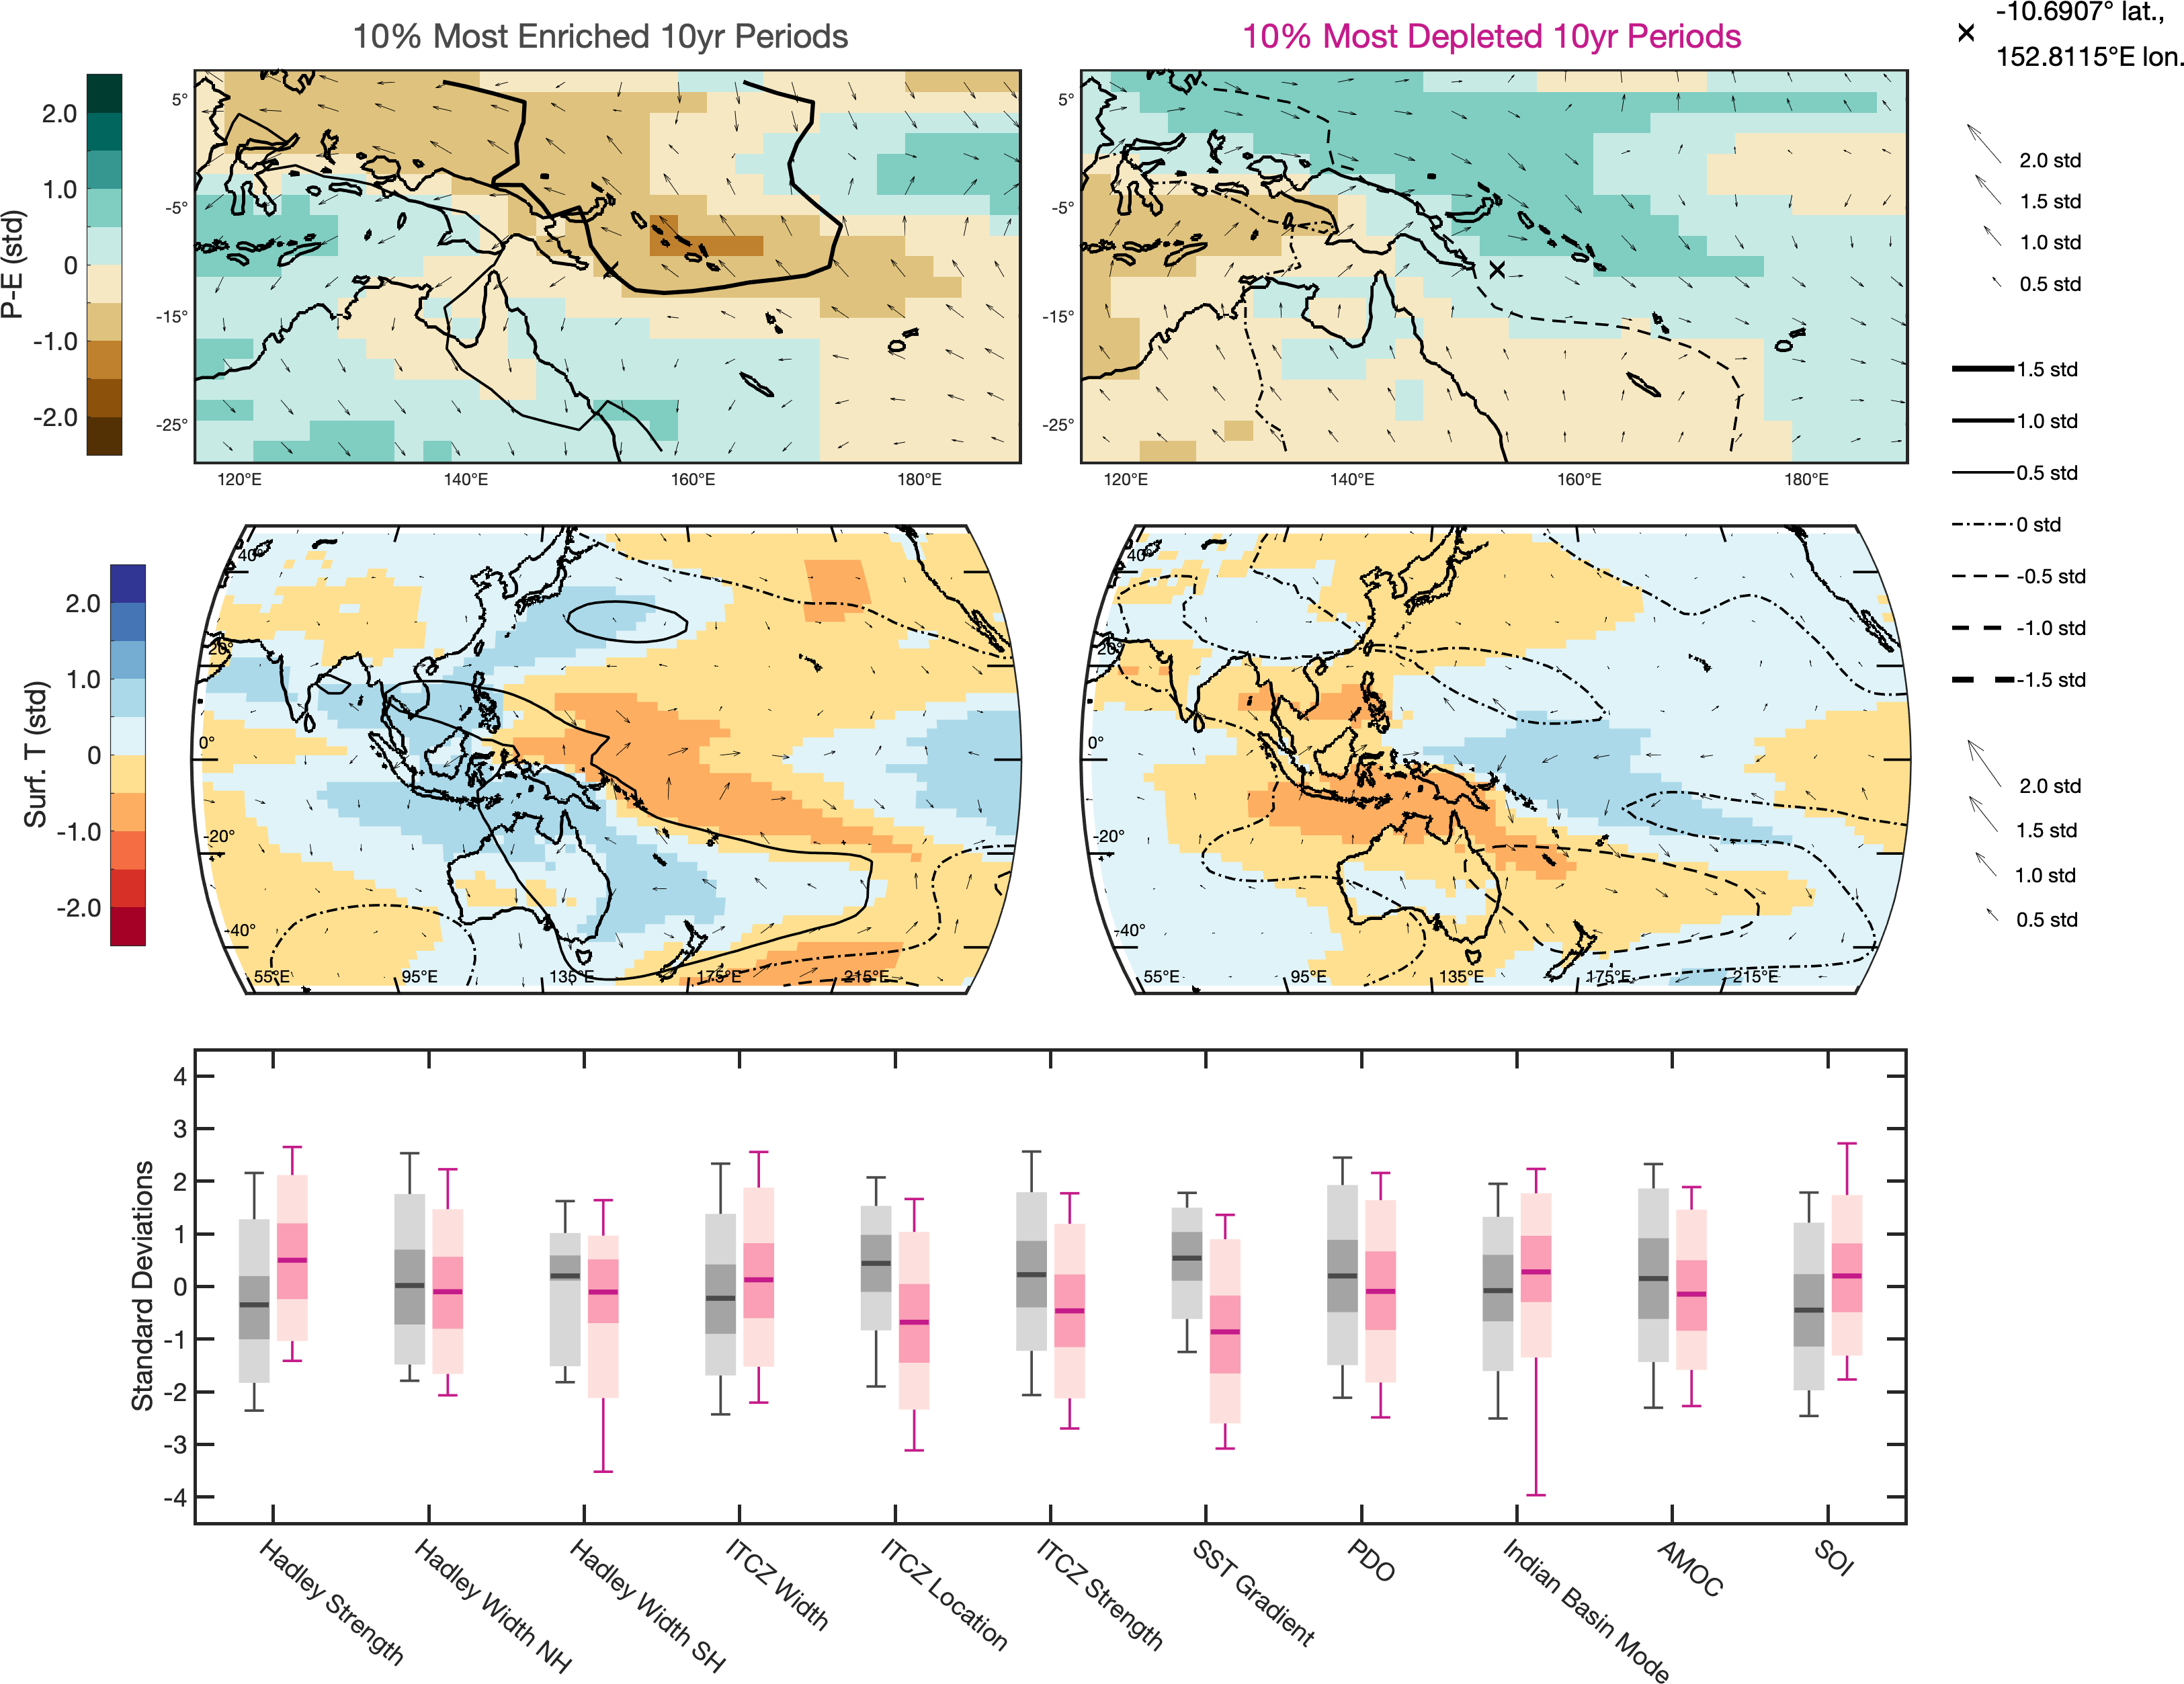 10% Most Enriched 10yr Periods
10% Most Depleted 10yr Periods
-10.6907° lat.,
152.8115°E lon.
P-E (std)
2.0
1.0
0
-1.0
-2.0
5°
-5°
-15°
-25°
120°E
140°E
160°E
180°E
5°
-5°
-15°
-25°
120°E
140°E
160°E
180°E
2.0 std
1.5 std
1.0 std
0.5 std
1.5 std
1.0 std
0.5 std
0 std
-0.5 std
-1.0 std
-1.5 std
Surf. T (std)
2.0
1.0
0
-1.0
-2.0
40°
20°
0°
-20°
-40°
55°E
95°E
135°E
175°E
215°E
40°
20°
0°
-20°
-40°
55°E
95°E
135°E
175°E
215°E
2.0 std
1.5 std
1.0 std
0.5 std
Standard Deviations
4
3
2
1
0
-1
-2
-3
-4
Hadley Strength
Hadley Width NH
Hadley Width SH
ITCZ Width
ITCZ Location
ITCZ Strength
SST Gradient
PDO
Indian Basin Mode
AMOC
SOI